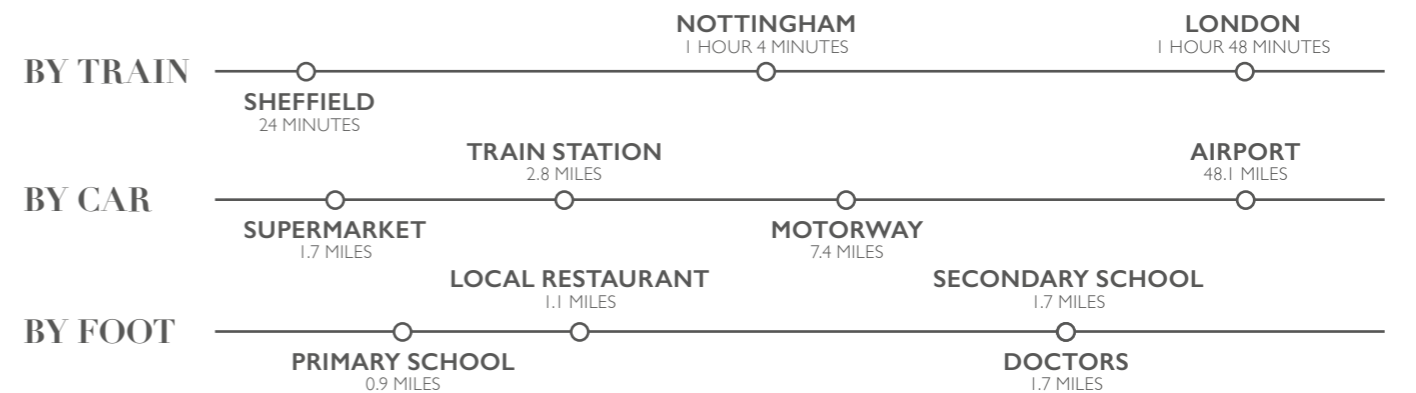 NOTTINGHAM
1 HOUR 4 MINUTES
LONDON
1 HOUR 48 MINUTES
BY TRAIN
SHEFFIELD
24 MINUTES
TRAIN STATION
2.8 MILES
AIRPORT
48.1 MILES
BY CAR
SUPERMARKET
1.7 MILES
MOTORWAY
7.4 MILES
LOCAL RESTAURANT
1.1 MILES
SECONDARY SCHOOL
1.7 MILES
BY FOOT
PRIMARY SCHOOL
0.9 MILES
DOCTORS
1.7 MILES